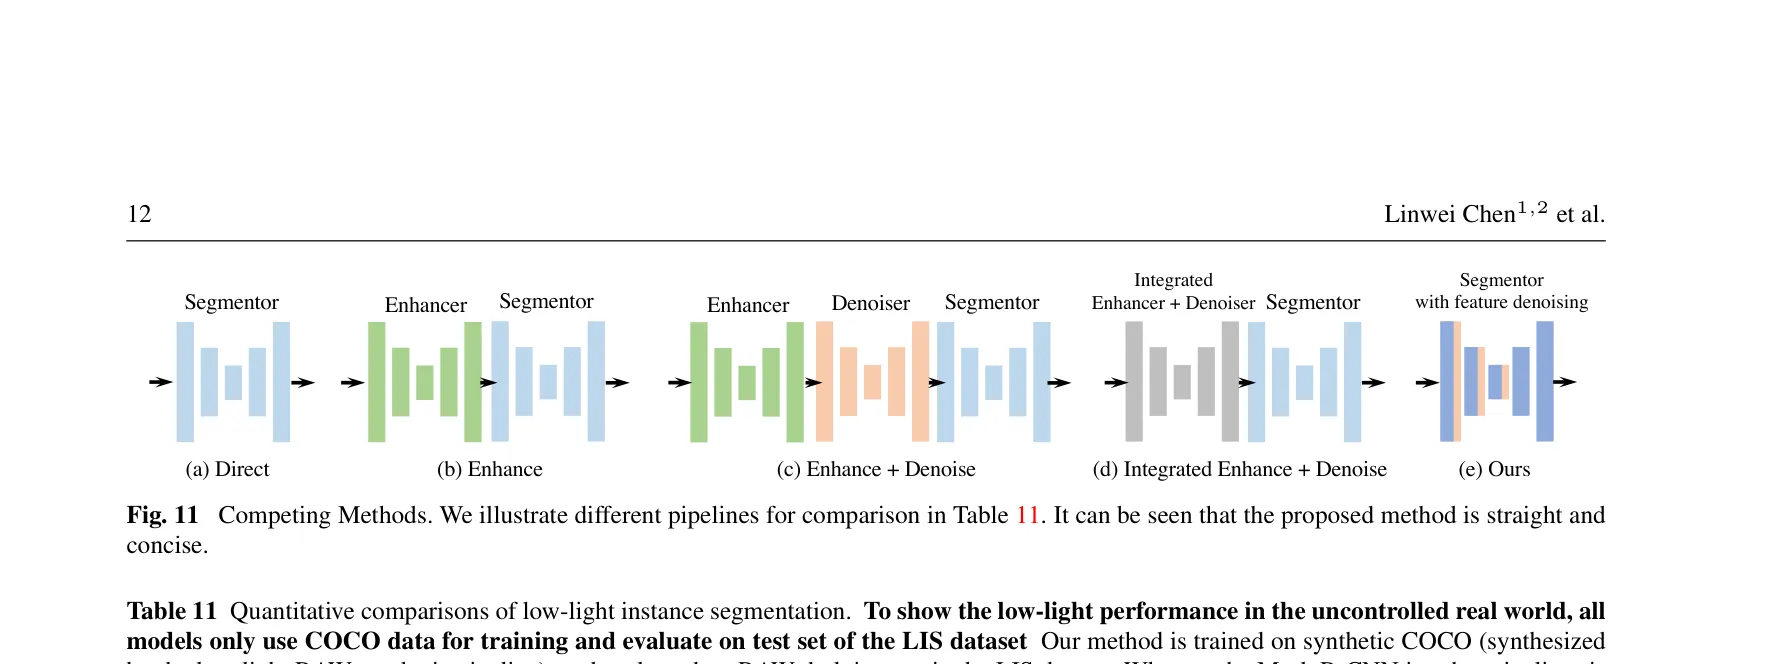 12
Linwei Chen1,2 et al.
Segmentor
Enhancer
Segmentor
Enhancer
Denoiser
Segmentor
Integrated
Enhancer + Denoiser
Segmentor
Segmentor
with feature denoising
(a) Direct
(b) Enhance
(c) Enhance + Denoise
(d) Integrated Enhance + Denoise
(e) Ours
Fig. 11 Competing Methods. We illustrate different pipelines for comparison in Table 11. It can be seen that the proposed method is straight and
concise.
Table 11 Quantitative comparisons of low-light instance segmentation. To show the low-light performance in the uncontrolled real world, all
models only use COCO data for training and evaluate on test set of the LIS dataset Our method is trained on synthetic COCO (synthesized